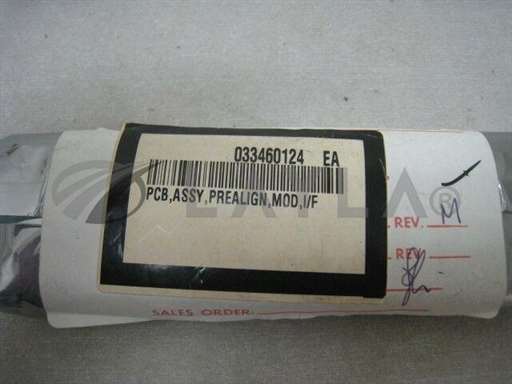 033460124 EA
PCB,ASSY,PREALIGN,MOD,I/F
REV. M
REV.
SALES ORDER: